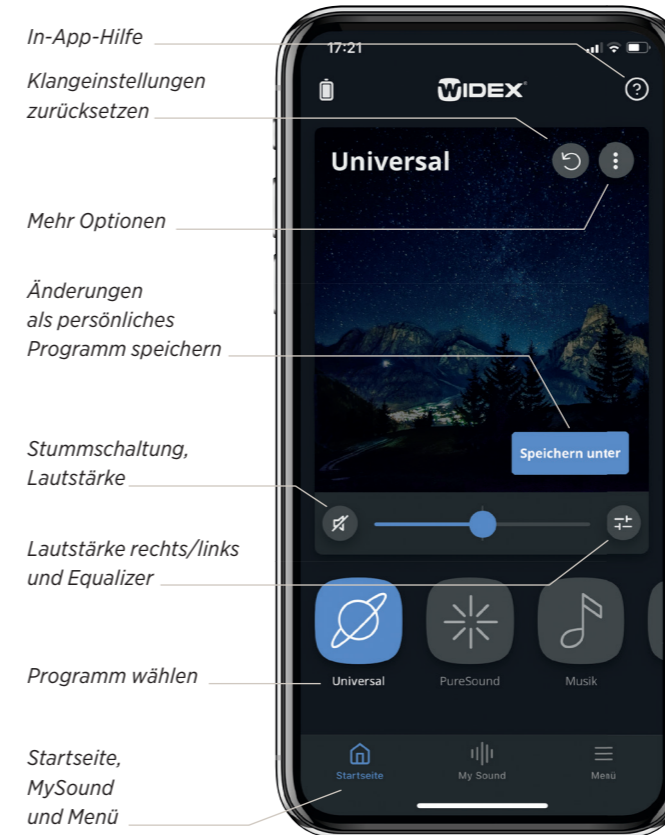 In-App-Hilfe
Klangeinstellungen
zurücksetzen
Mehr Optionen
Änderungen
als persönliches
Programm speichern
Stummschaltung,
Lautstärke
Lautstärke rechts/links
und Equalizer
Programm wählen
Startseite,
MySound
und Menü
17:21
WIDEX®
?
Universal
Speichern unter
Universal PureSound Musik
Startseite My Sound Menü